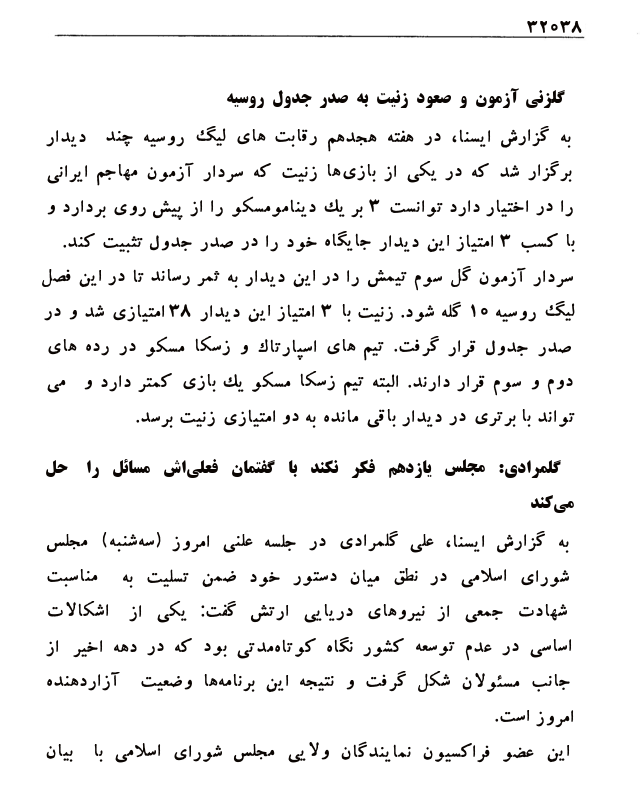 ۳۲۰۳۸
گلزنی آزمون و صعود زنیت به صدر جدول روسیه
به گزارش ایسنا، در هفته هجدهم رقابت های لیگ روسیه چند دیدار
برگزار شد که در یکی از بازی‌ها زنیت که سردار آزمون مهاجم ایرانی
را در اختیار دارد توانست ۳ بر یك دینامومسکو را از پیش روی بردارد و
با کسب ۳ امتیاز این دیدار جایگاه خود را در صدر جدول تثبیت کند.
سردار آزمون گل سوم تیمش را در این دیدار به ثمر رساند تا در این فصل
لیگ روسیه ۱۰ گله شود. زنیت با ۳ امتیاز این دیدار ۳۸ امتیازی شد و در
صدر جدول قرار گرفت. تیم های اسپارتاك و زسکا مسکو در رده های
دوم و سوم قرار دارند. البته تیم زسکا مسکو یك بازی کمتر دارد و می
تواند با برتری در دیدار باقی مانده به دو امتیازی زنیت برسد.
گلمرادی: مجلس یازدهم فکر نکند با گفتمان فعلی‌اش مسائل را حل
می‌کند
به گزارش ایسنا، علی گلمرادی در جلسه علنی امروز (سه‌شنبه) مجلس
شورای اسلامی در نطق میان دستور خود ضمن تسلیت به مناسبت
شهادت جمعی از نیروهای دریایی ارتش گفت: یکی از اشکالات
اساسی در عدم توسعه کشور نگاه کوتاه‌مدتی بود که در دهه اخیر از
جانب مسئولان شکل گرفت و نتیجه این برنامه‌ها وضعیت آزاردهنده
امروز است.
این عضو فراکسیون نمایندگان ولایی مجلس شورای اسلامی با بیان